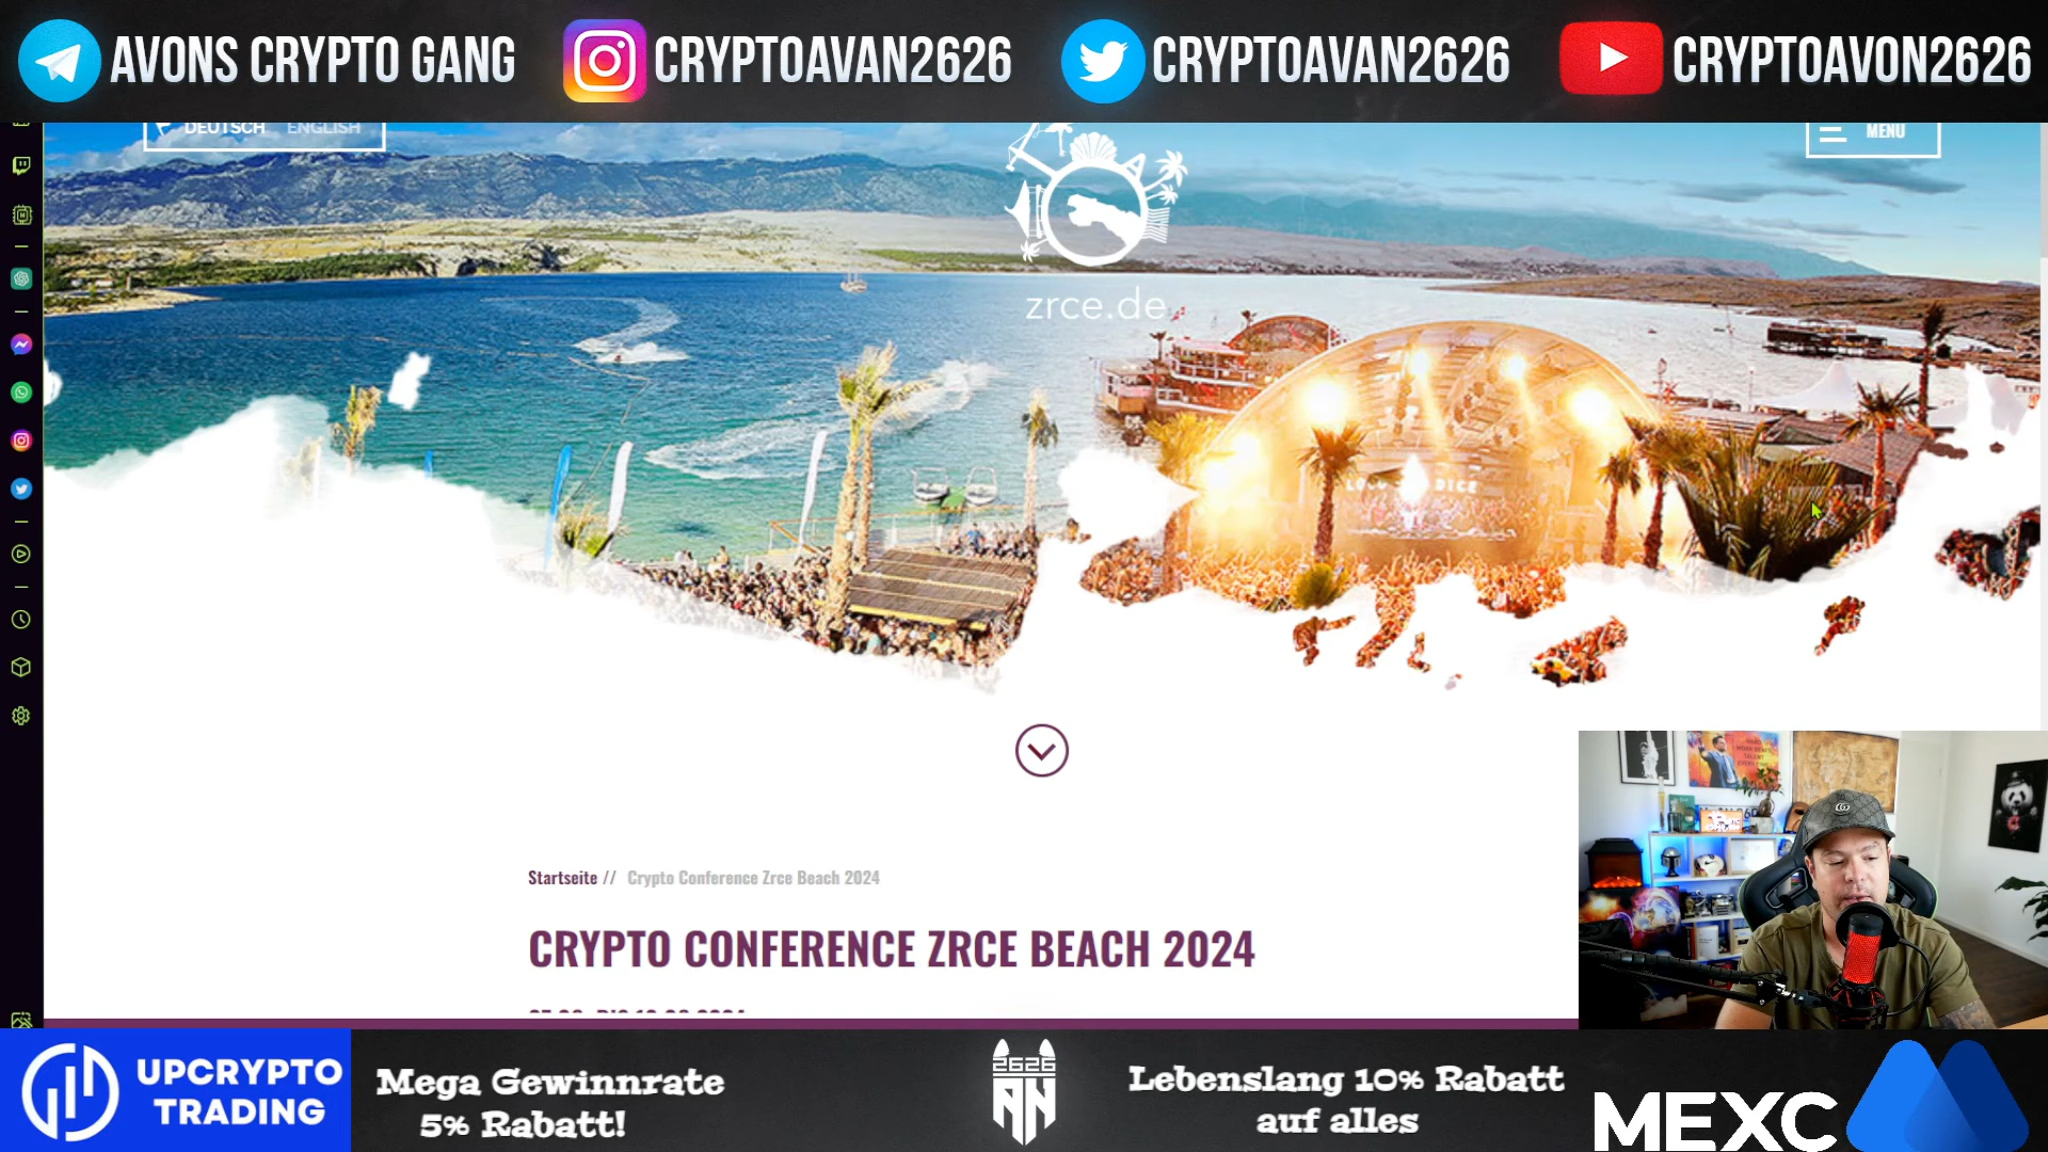 AVONS CRYPTO GANG
CRYPTOAVAN2626
CRYPTOAVAN2626
CRYPTOAVON2626
DEUTSCH ENGLISH
MENU
zrce.de
Startseite // Crypto Conference Zrce Beach 2024
CRYPTO CONFERENCE ZRCE BEACH 2024
UPCRYPTO
TRADING
Mega Gewinnrate
5% Rabatt!
2626
AN
Lebenslang 10% Rabatt
auf alles
MEXC